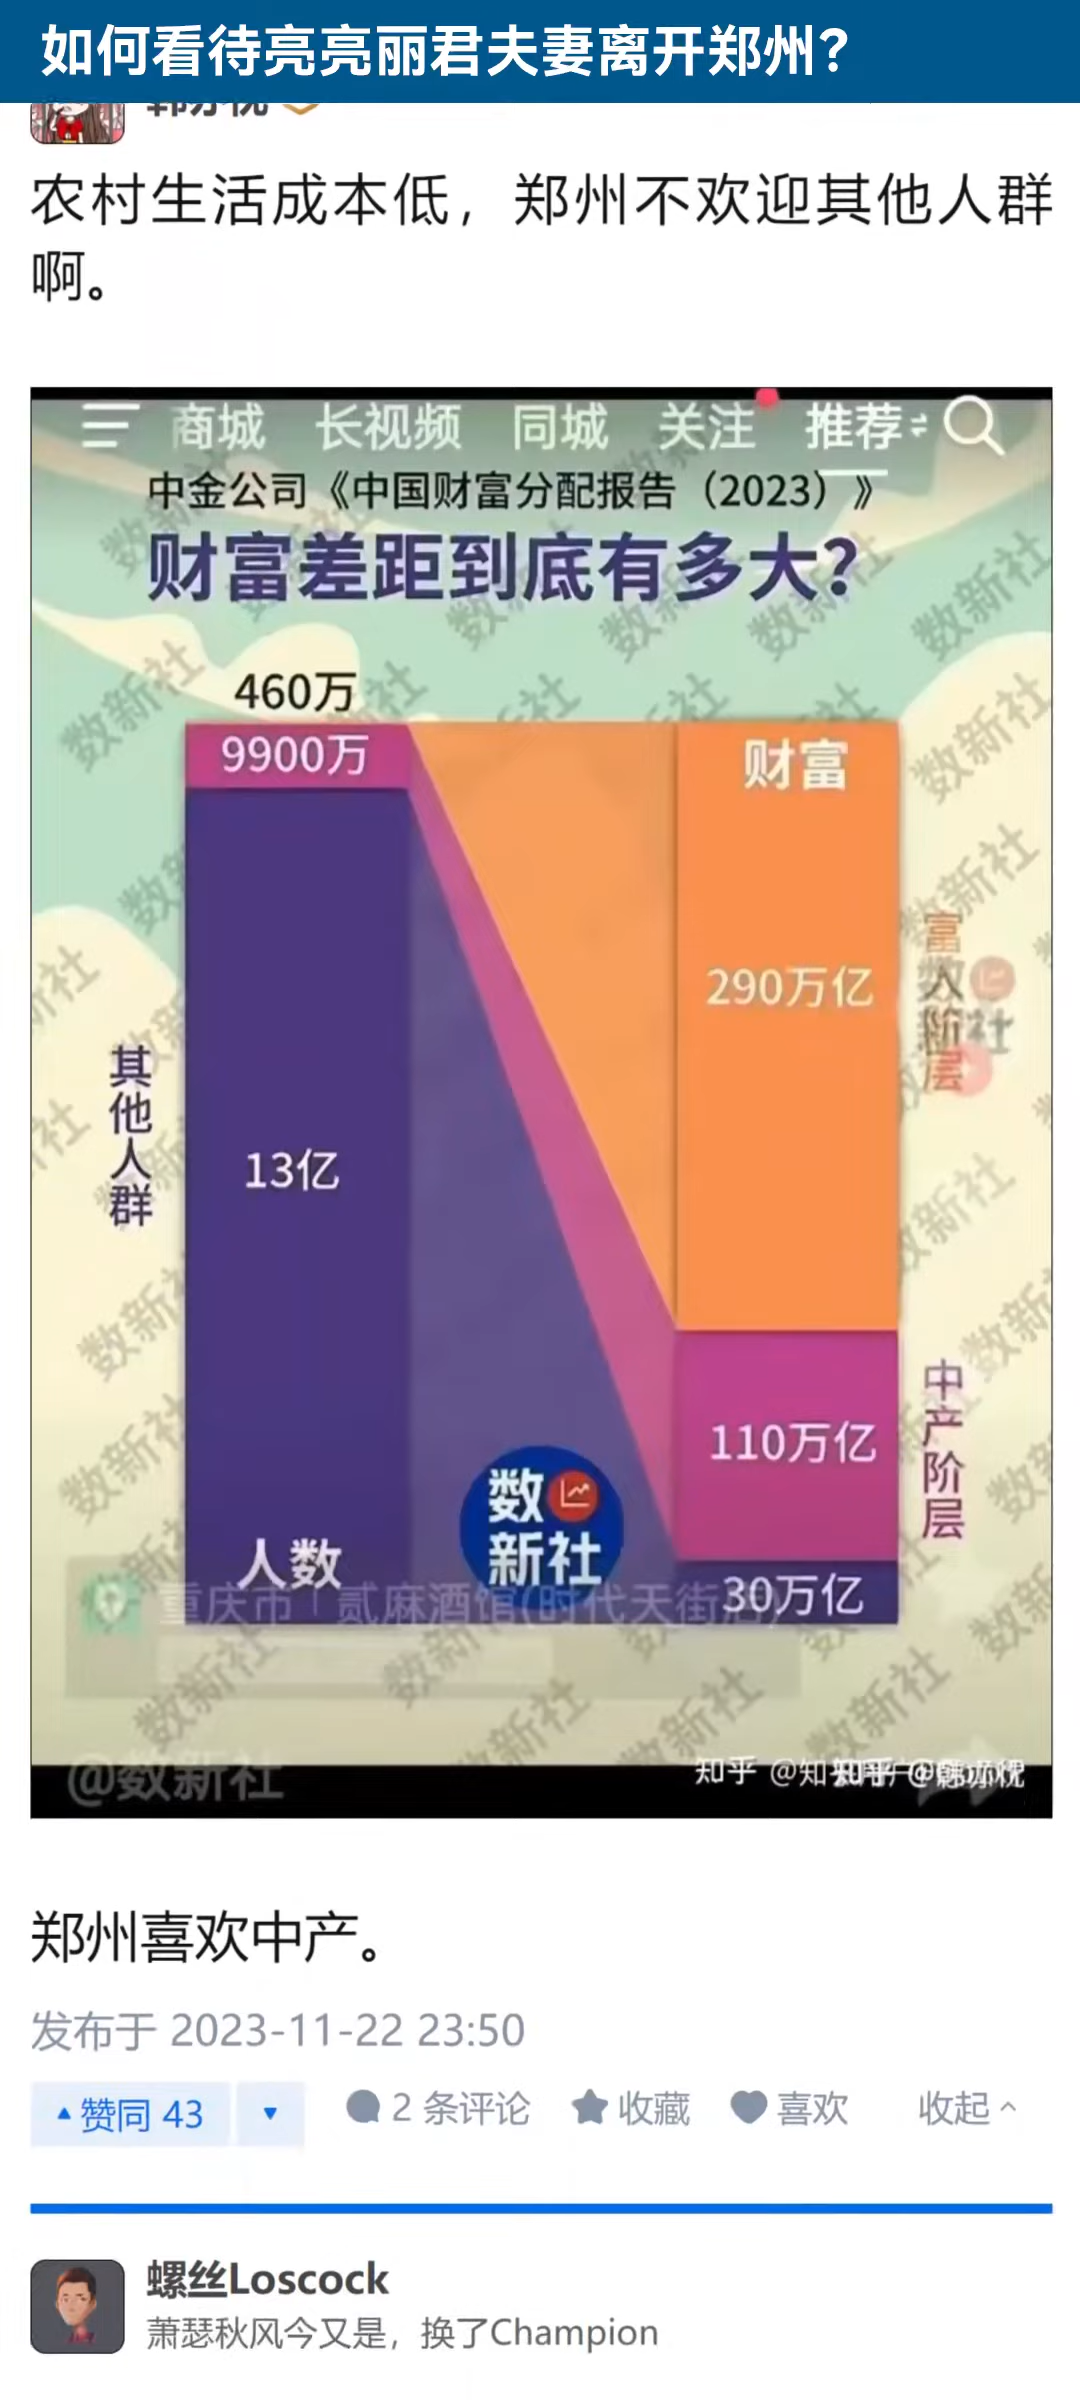 如何看待亮亮丽君夫妻离开郑州?
农村生活成本低，郑州不欢迎其他人群
啊。
商城 长视频 同城 关注 推荐
中金公司《中国财富分配报告（2023）》
财富差距到底有多大?
460万
9900万
财富
290万亿
富人阶层
其他人群
13亿
110万亿
中产阶层
数新社
人数
30万亿
重庆市「贰麻酒馆(时代天街店)
@数新社
知乎
郑州喜欢中产。
发布于 2023-11-22 23:50
赞同 43
2 条评论
收藏
喜欢
收起
螺丝Loscock
萧瑟秋风今又是，换了Champion